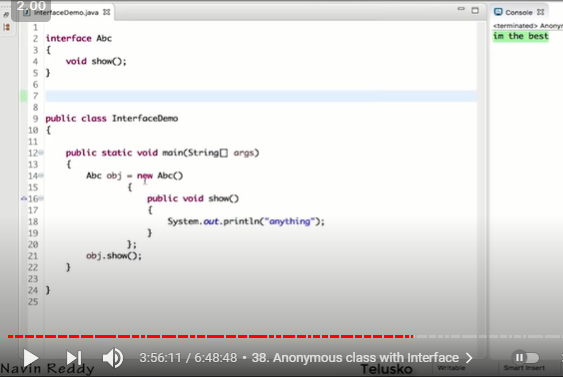 2.00
InterfaceDemo.java
Console
<terminated> Anonym
im the best
1
2 interface Abc
3 {
4 void show();
5 }
6
7
8
9 public class InterfaceDemo
10 {
11
12 public static void main(String[] args)
13 {
14 Abc obj = new Abc()
15 {
16 public void show()
17 {
18 System.out.println("anything");
19 }
20 };
21 obj.show();
22 }
23
24 }
25
3:56:11 / 6:48:48 • 38. Anonymous class with Interface
Navin Reddy
Telusko
Writable
Smart Insert